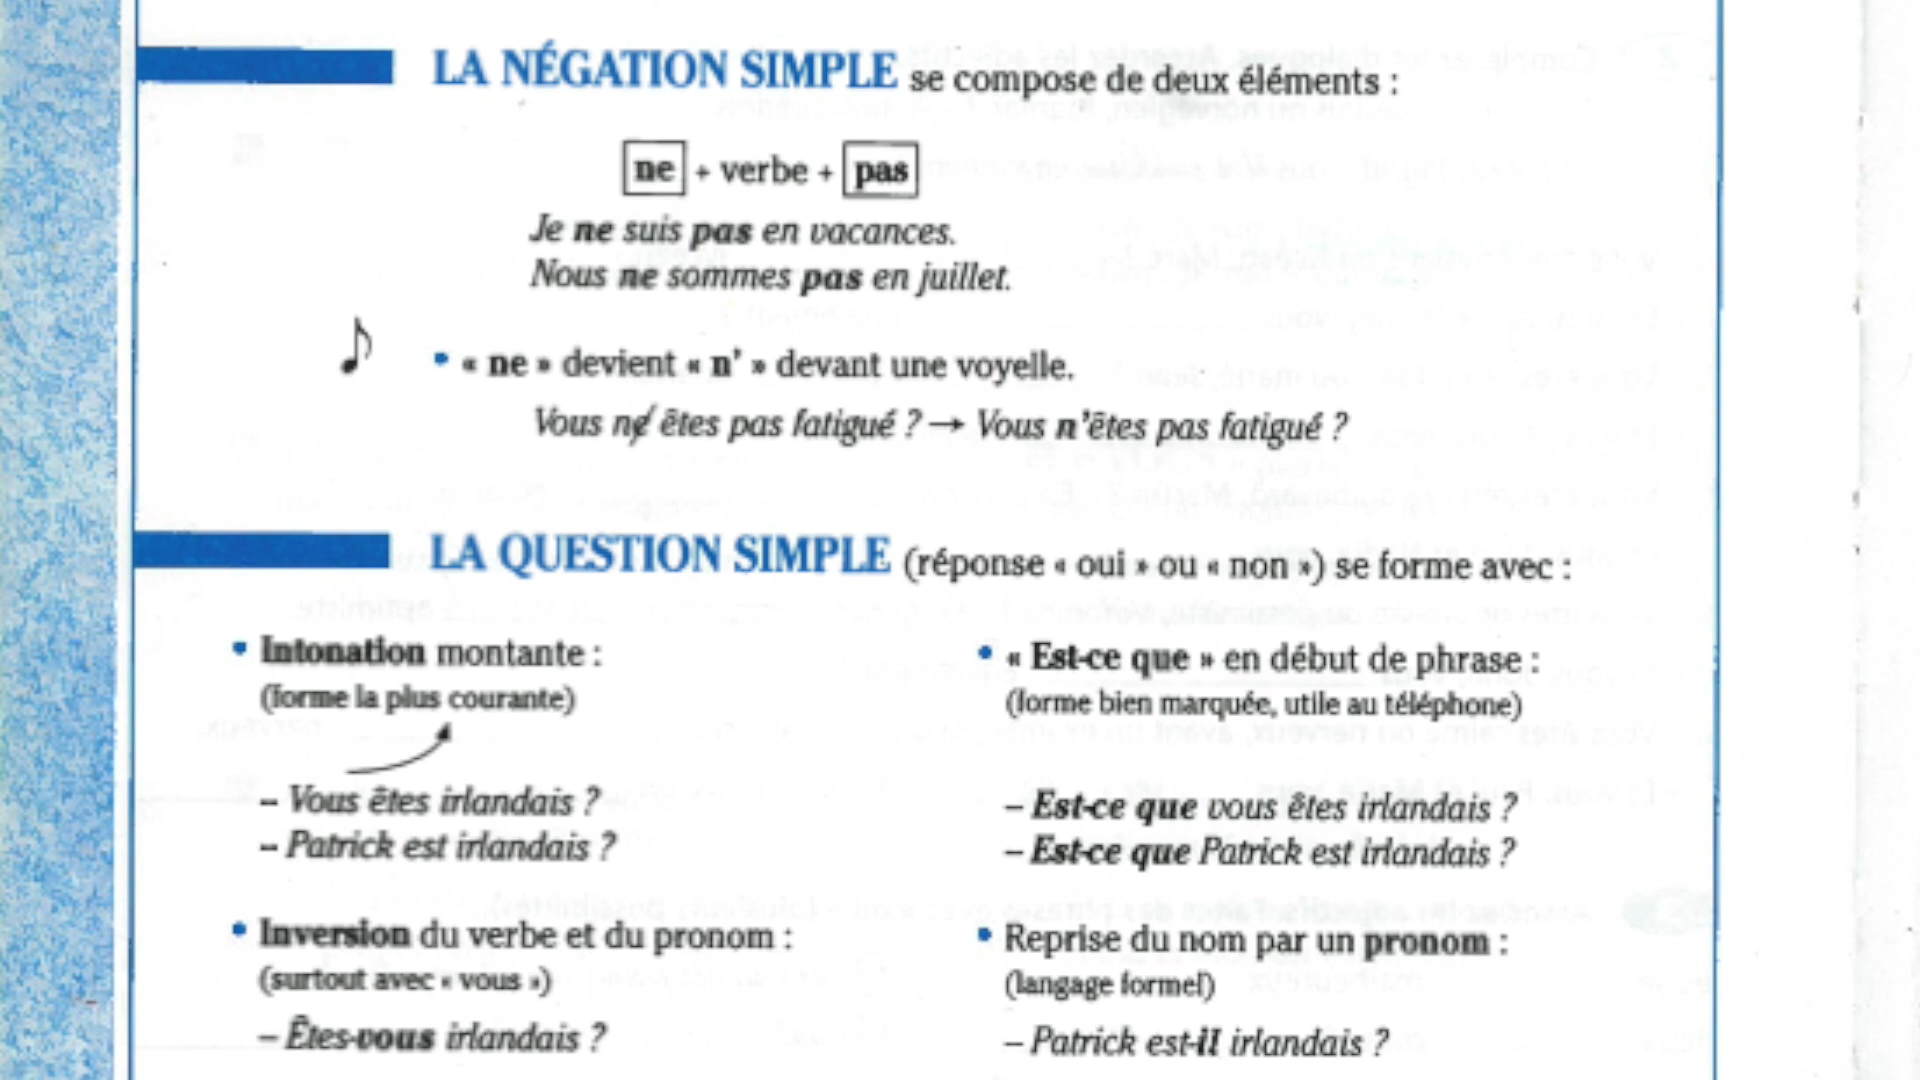 LA NÉGATION SIMPLE se compose de deux éléments :
ne + verbe + pas
Je ne suis pas en vacances.
Nous ne sommes pas en juillet.
• « ne » devient « n' » devant une voyelle.
Vous ne êtes pas fatigué ? → Vous n'êtes pas fatigué ?
LA QUESTION SIMPLE (réponse « oui » ou « non ») se forme avec :
• Intonation montante :
(forme la plus courante)
– Vous êtes irlandais ?
– Patrick est irlandais ?
• « Est-ce que » en début de phrase :
(forme bien marquée, utile au téléphone)
– Est-ce que vous êtes irlandais ?
– Est-ce que Patrick est irlandais ?
• Inversion du verbe et du pronom :
(surtout avec « vous »)
– Êtes-vous irlandais ?
• Reprise du nom par un pronom :
(langage formel)
– Patrick est-il irlandais ?